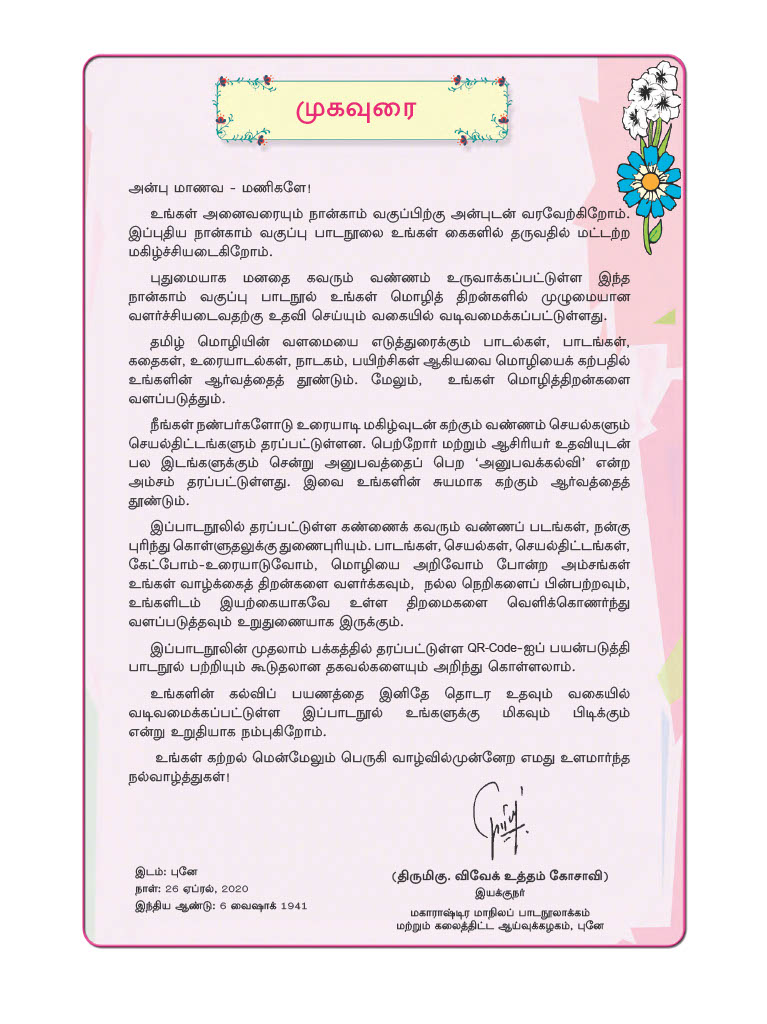 முகவுரை
அன்பு மாணவ - மணிகளே!
உங்கள் அனைவரையும் நான்காம் வகுப்பிற்கு அன்புடன் வரவேற்கிறோம்.
இப்புதிய நான்காம் வகுப்பு பாடநூலை உங்கள் கைகளில் தருவதில் மட்டற்ற
மகிழ்ச்சியடைகிறோம்.
புதுமையாக மனதை கவரும் வண்ணம் உருவாக்கப்பட்டுள்ள இந்த
நான்காம் வகுப்பு பாடநூல் உங்கள் மொழித் திறன்களில் முழுமையான
வளர்ச்சியடைவதற்கு உதவி செய்யும் வகையில் வடிவமைக்கப்பட்டுள்ளது.
தமிழ் மொழியின் வளமையை எடுத்துரைக்கும் பாடல்கள், பாடங்கள்,
கதைகள், உரையாடல்கள், நாடகம், பயிற்சிகள் ஆகியவை மொழியைக் கற்பதில்
உங்களின் ஆர்வத்தைத் தூண்டும். மேலும், உங்கள் மொழித்திறன்களை
வளப்படுத்தும்.
நீங்கள் நண்பர்களோடு உரையாடி மகிழ்வுடன் கற்கும் வண்ணம் செயல்களும்
செயல்திட்டங்களும் தரப்பட்டுள்ளன. பெற்றோர் மற்றும் ஆசிரியர் உதவியுடன்
பல இடங்களுக்கும் சென்று அனுபவத்தைப் பெற ‘அனுபவக்கல்வி’ என்ற
அம்சம் தரப்பட்டுள்ளது. இவை உங்களின் சுயமாக கற்கும் ஆர்வத்தைத்
தூண்டும்.
இப்பாடநூலில் தரப்பட்டுள்ள கண்ணைக் கவரும் வண்ணப் படங்கள், நன்கு
புரிந்து கொள்ளுதலுக்கு துணைபுரியும். பாடங்கள், செயல்கள், செயல்திட்டங்கள்,
கேட்போம்-உரையாடுவோம், மொழியை அறிவோம் போன்ற அம்சங்கள்
உங்கள் வாழ்க்கைத் திறன்களை வளர்க்கவும், நல்ல நெறிகளைப் பின்பற்றவும்,
உங்களிடம் இயற்கையாகவே உள்ள திறமைகளை வெளிக்கொணர்ந்து
வளப்படுத்தவும் உறுதுணையாக இருக்கும்.
இப்பாடநூலின் முதலாம் பக்கத்தில் தரப்பட்டுள்ள QR-Code-ஐப் பயன்படுத்தி
பாடநூல் பற்றியும் கூடுதலான தகவல்களையும் அறிந்து கொள்ளலாம்.
உங்களின் கல்விப் பயணத்தை இனிதே தொடர உதவும் வகையில்
வடிவமைக்கப்பட்டுள்ள இப்பாடநூல் உங்களுக்கு மிகவும் பிடிக்கும்
என்று உறுதியாக நம்புகிறோம்.
உங்கள் கற்றல் மென்மேலும் பெருகி வாழ்வில்முன்னேற எமது உளமார்ந்த
நல்வாழ்த்துகள்!
(திருமிகு. விவேக் உத்தம் கோசாவி)
இயக்குநர்
மகாராஷ்டிர மாநிலப் பாடநூலாக்கம்
மற்றும் கலைத்திட்ட ஆய்வுக்கழகம், புனே
இடம்: புனே
நாள்: 26 ஏப்ரல், 2020
இந்திய ஆண்டு: 6 வைஷாக் 1941